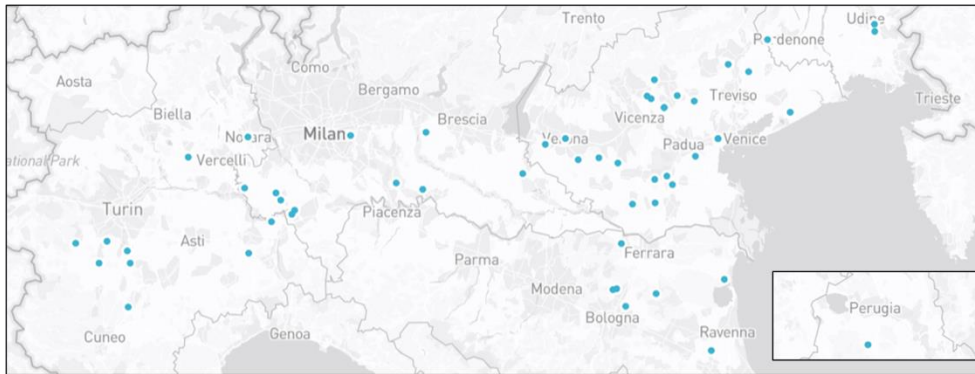 Trento
Udine
Pordenone
Aosta
Como
Bergamo
Trieste
Treviso
Biella
Brescia
Vicenza
Novara
Milan
Verona
Padua
Venice
National Park
Vercelli
Turin
Piacenza
Asti
Ferrara
Parma
Modena
Perugia
Bologna
Cuneo
Genoa
Ravenna